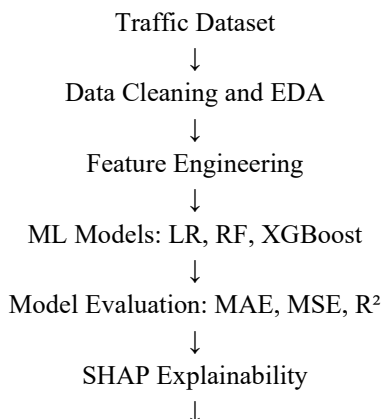 Traffic Dataset
↓
Data Cleaning and EDA
↓
Feature Engineering
↓
ML Models: LR, RF, XGBoost
↓
Model Evaluation: MAE, MSE, R²
↓
SHAP Explainability
↓